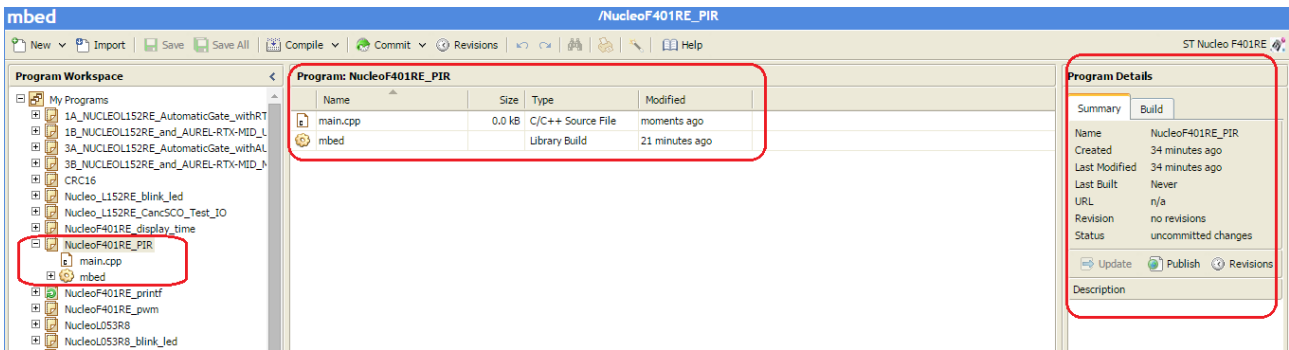 mbed
/NucleoF401RE_PIR
New Import Save Save All Compile Commit Revisions Help ST Nucleo F401RE
Program Workspace <
My Programs
1A_NUCLEOL152RE_AutomaticGate_withRT
1B_NUCLEOL152RE_and_AUREL-RTX-MID_U
3A_NUCLEOL152RE_AutomaticGate_withAU
3B_NUCLEOL152RE_and_AUREL-RTX-MID_M
CRC16
Nucleo_L152RE_blink_led
Nucleo_L152RE_CancSCO_Test_IO
NucleoF401RE_display_time
NucleoF401RE_PIR
main.cpp
mbed
NucleoF401RE_printf
NucleoF401RE_pwm
NucleoL053R8
NucleoL053R8_blink_led
Program: NucleoF401RE_PIR
Name Size Type Modified
main.cpp 0.0 kB C/C++ Source File moments ago
mbed Library Build 21 minutes ago
Program Details
Summary Build
Name NucleoF401RE_PIR
Created 34 minutes ago
Last Modified 34 minutes ago
Last Built Never
URL n/a
Revision no revisions
Status uncommitted changes
Update Publish Revisions
Description